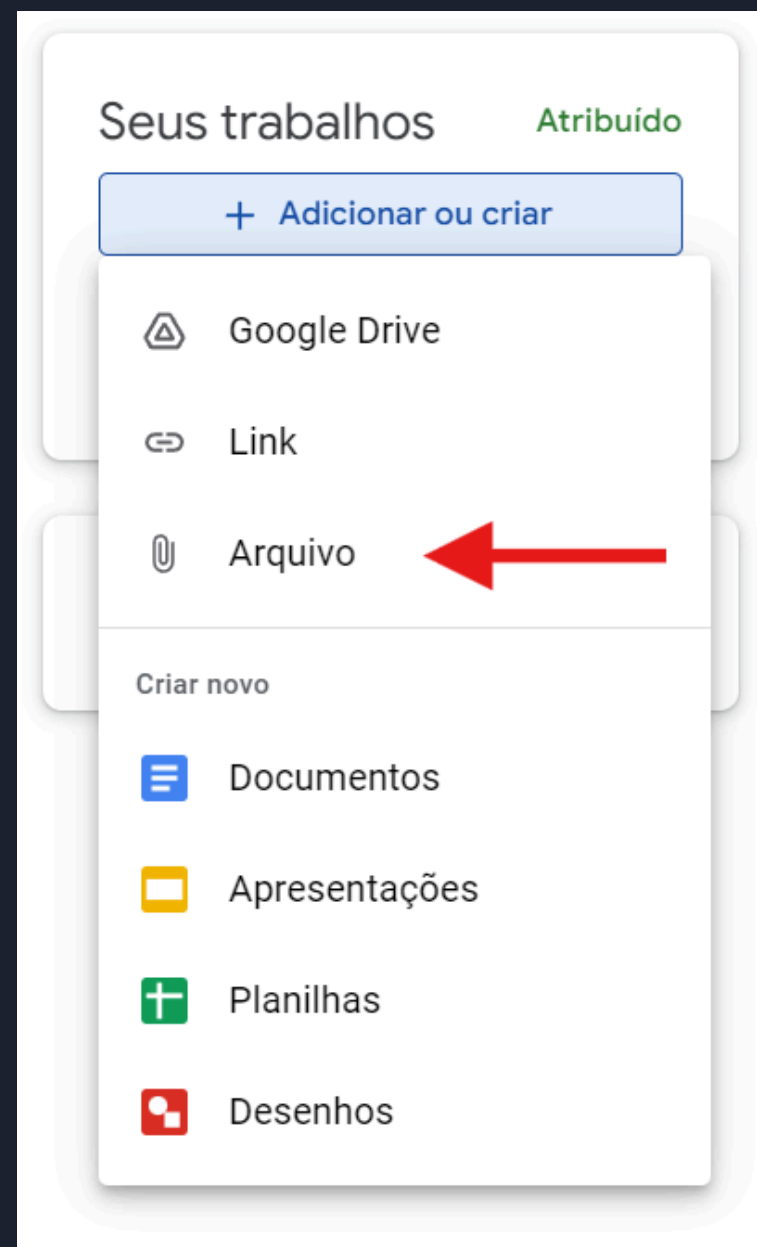 Seus trabalhos Atribuído
+ Adicionar ou criar
Google Drive
Link
Arquivo
Criar novo
Documentos
Apresentações
Planilhas
Desenhos